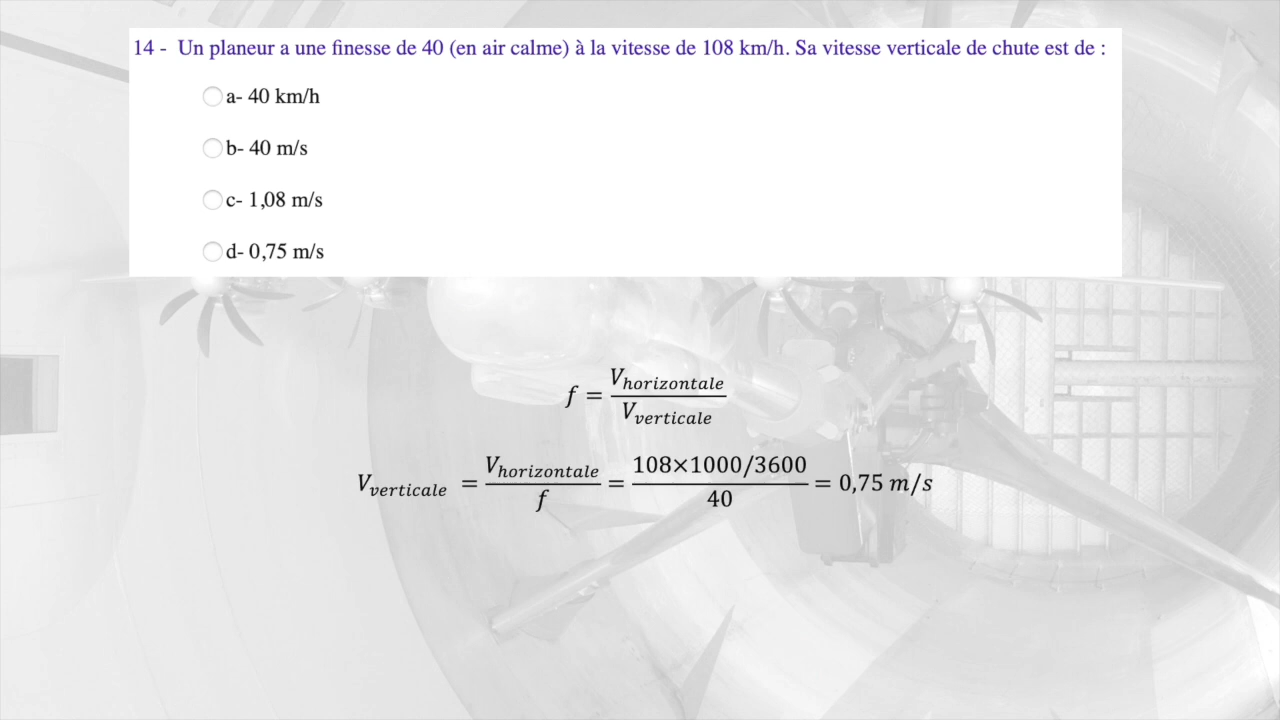 14 - Un planeur a une finesse de 40 (en air calme) à la vitesse de 108 km/h. Sa vitesse verticale de chute est de :
a- 40 km/h
b- 40 m/s
c- 1,08 m/s
d- 0,75 m/s
f = V_horizontale / V_verticale
V_verticale = V_horizontale / f = 108×1000/3600 / 40 = 0,75 m/s